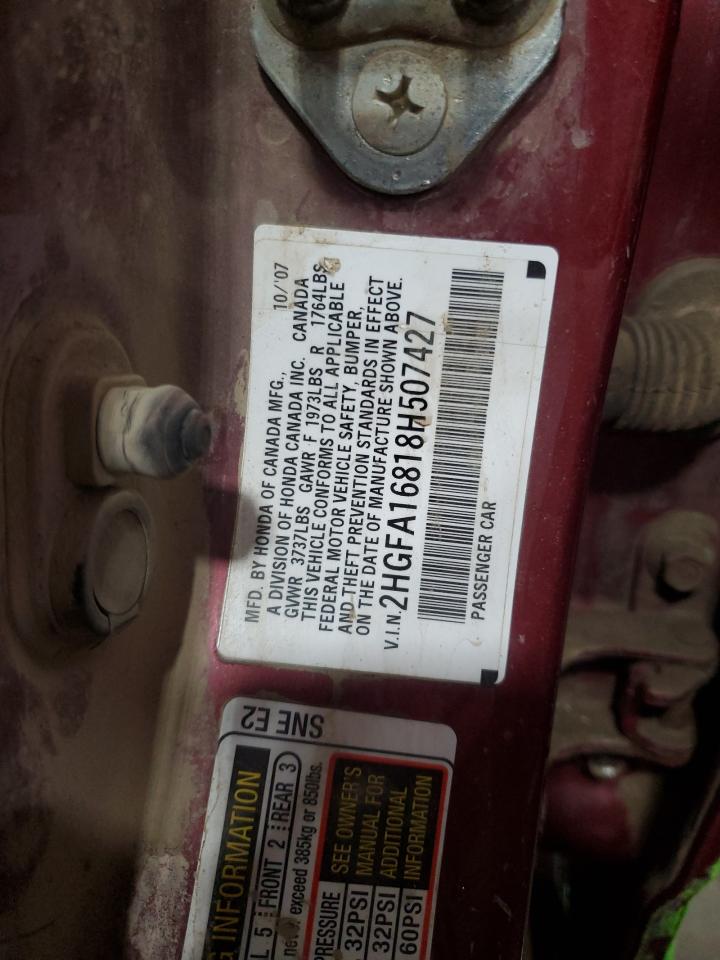 MFD. BY HONDA OF CANADA MFG., 10/'07
A DIVISION OF HONDA CANADA INC. CANADA
GVWR 3737LBS GAWR F 1973LBS R 1764LBS
THIS VEHICLE CONFORMS TO ALL APPLICABLE
FEDERAL MOTOR VEHICLE SAFETY, BUMPER,
AND THEFT PREVENTION STANDARDS IN EFFECT
ON THE DATE OF MANUFACTURE SHOWN ABOVE.
V.I.N. 2HGFA16818H507427
PASSENGER CAR
SNE E2
INFORMATION
5 FRONT 2 REAR 3
never exceed 385kg or 850lbs.
PRESSURE
32PSI
32PSI
60PSI
SEE OWNER'S
MANUAL FOR
ADDITIONAL
INFORMATION